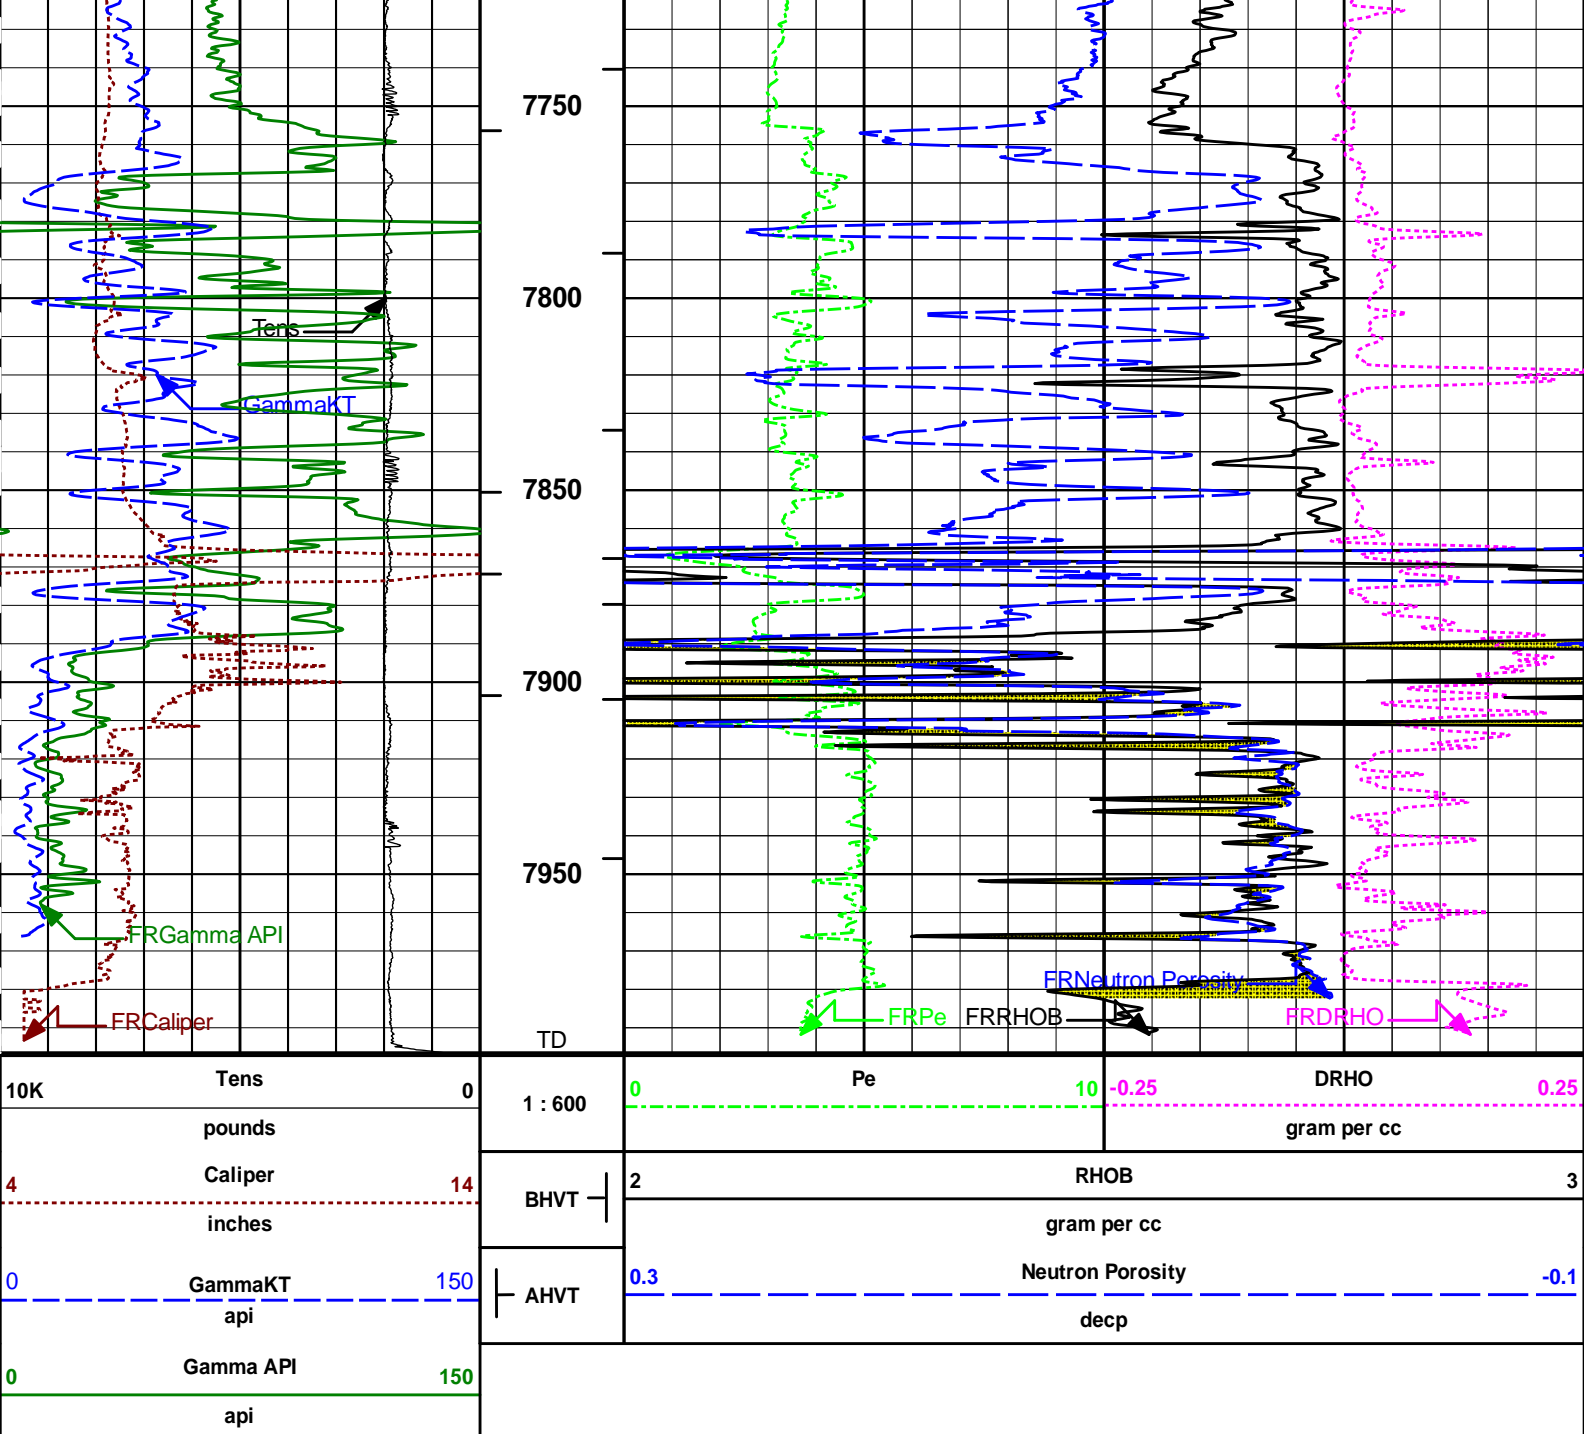 7750
7800
Tens
GammaKT
7850
7900
7950
FRGamma API
FRNeutron Porosity
FRCaliper
FRPe
FRRHOB
FRDRHO
TD
Tens
10K
0
pounds
1 : 600
Pe
0
10
DRHO
-0.25
0.25
gram per cc
Caliper
4
14
inches
BHVT
RHOB
2
3
gram per cc
GammaKT
0
150
api
AHVT
Neutron Porosity
0.3
-0.1
decp
Gamma API
0
150
api